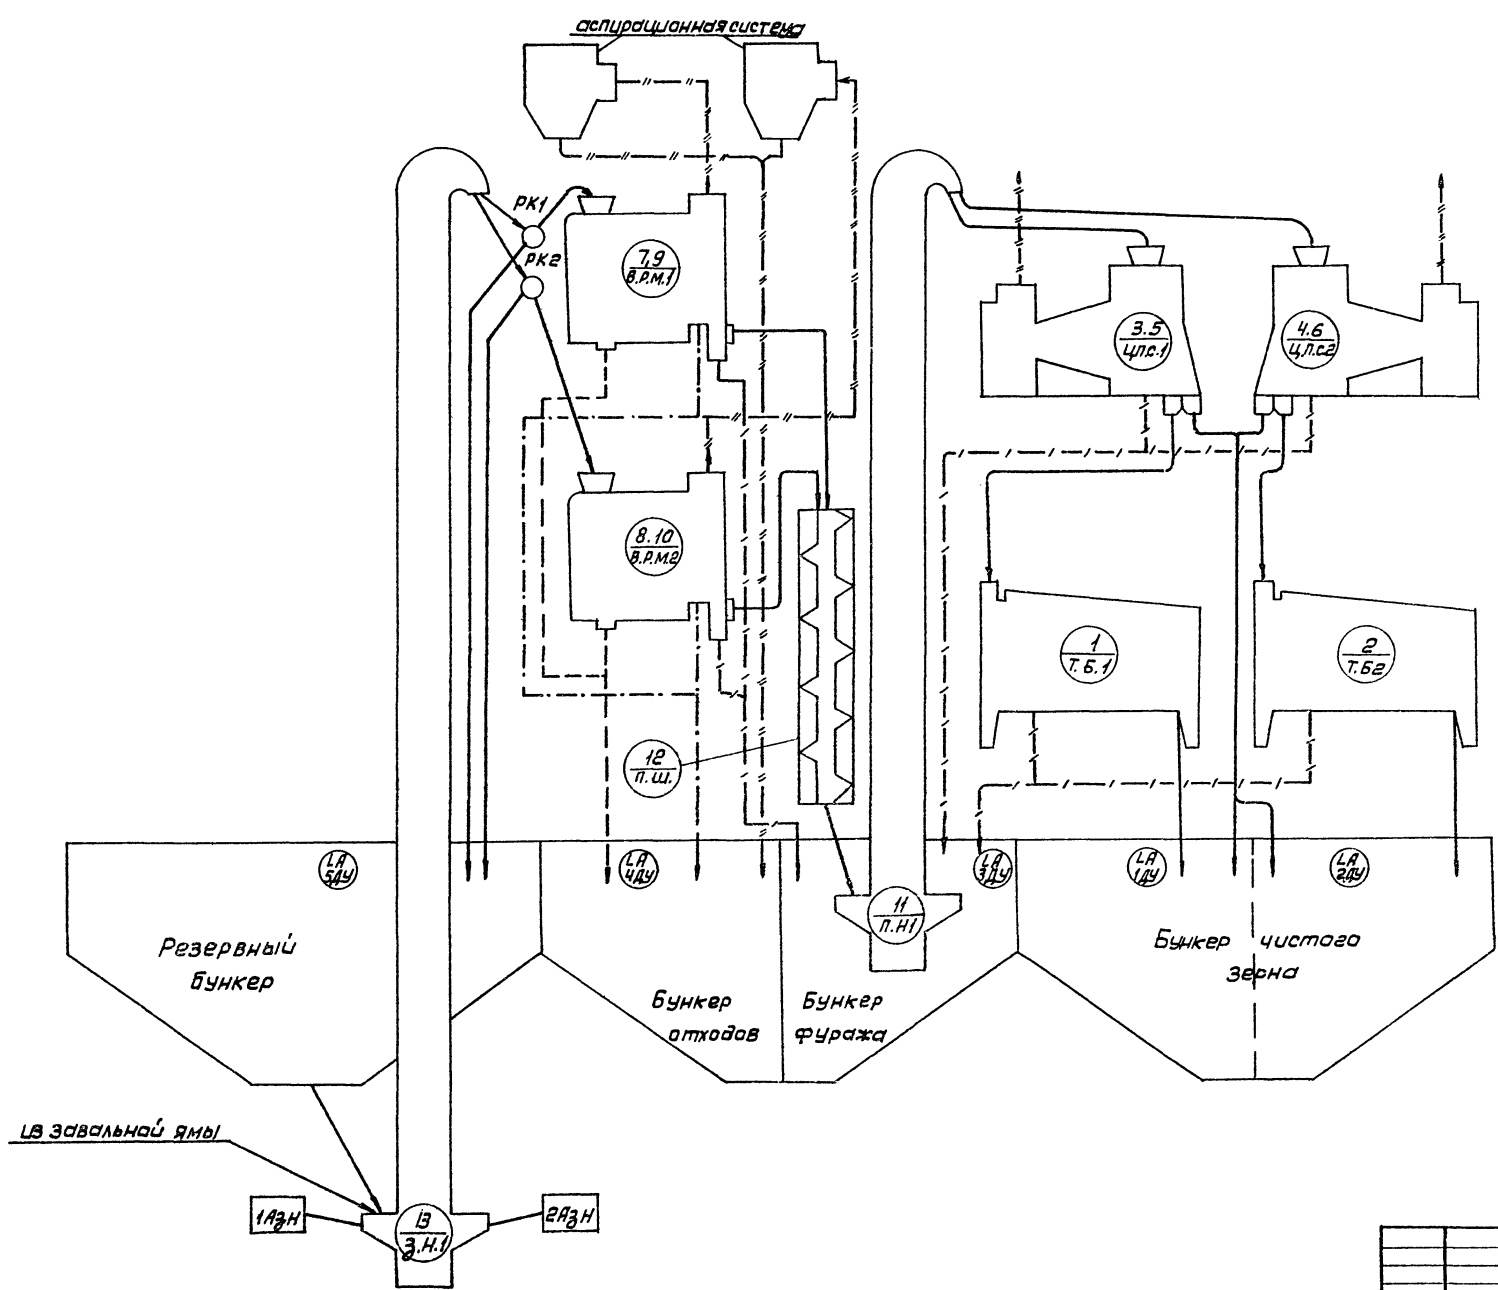 аспирационная система
РК1
РК2
7,9
В.Р.М.1
3.5
Ц.П.С.1
4.6
Ц.П.С.2
8.10
В.Р.М.2
1
Т.Б.1
2
Т.Б2
12
П.Ш.
LA
5ДУ
LA
4ДУ
LA
3ДУ
LA
1ДУ
LA
2ДУ
11
П.Н1
Резервный
бункер
Бункер
отходов
Бункер
фуража
Бункер чистого
зерна
из завальной ямы
1АЗН
13
З.Н.1
2АЗН